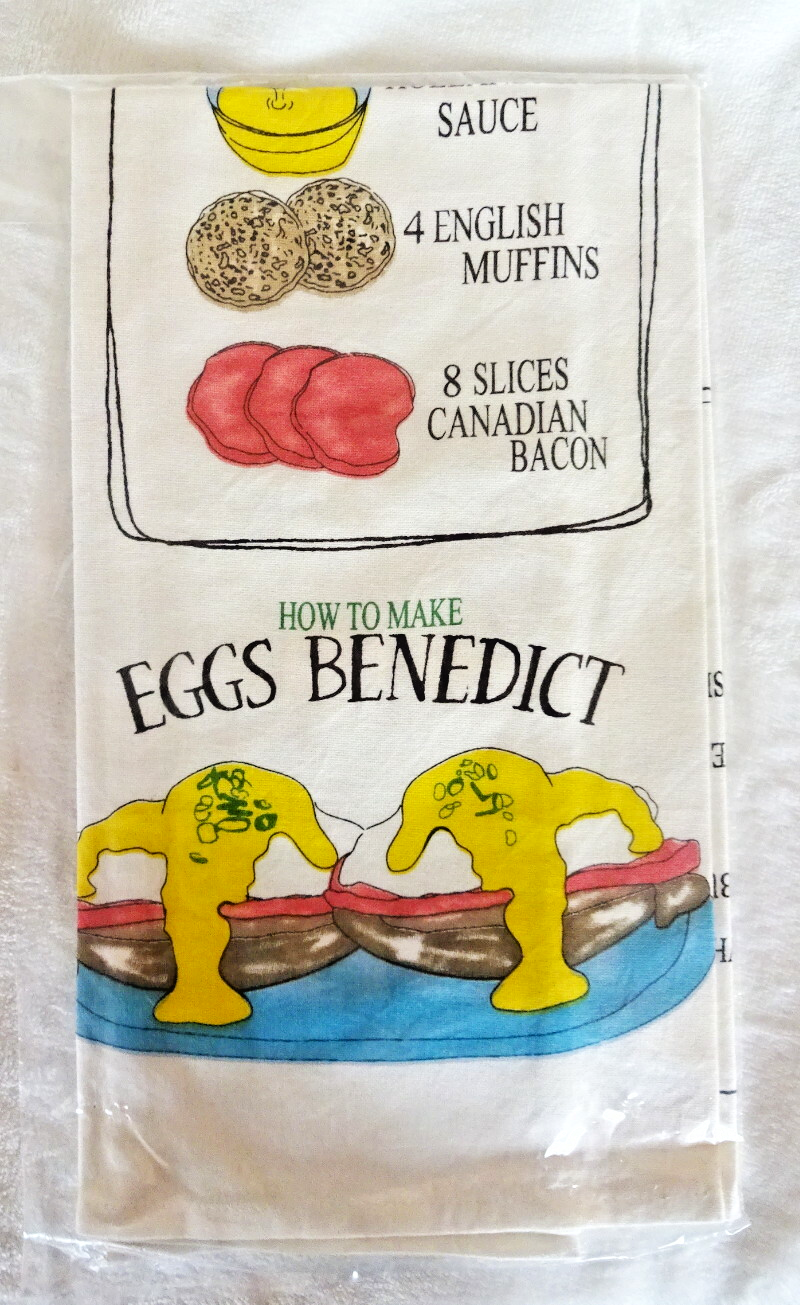 SAUCE
4 ENGLISH
MUFFINS
8 SLICES
CANADIAN
BACON
HOW TO MAKE
EGGS BENEDICT